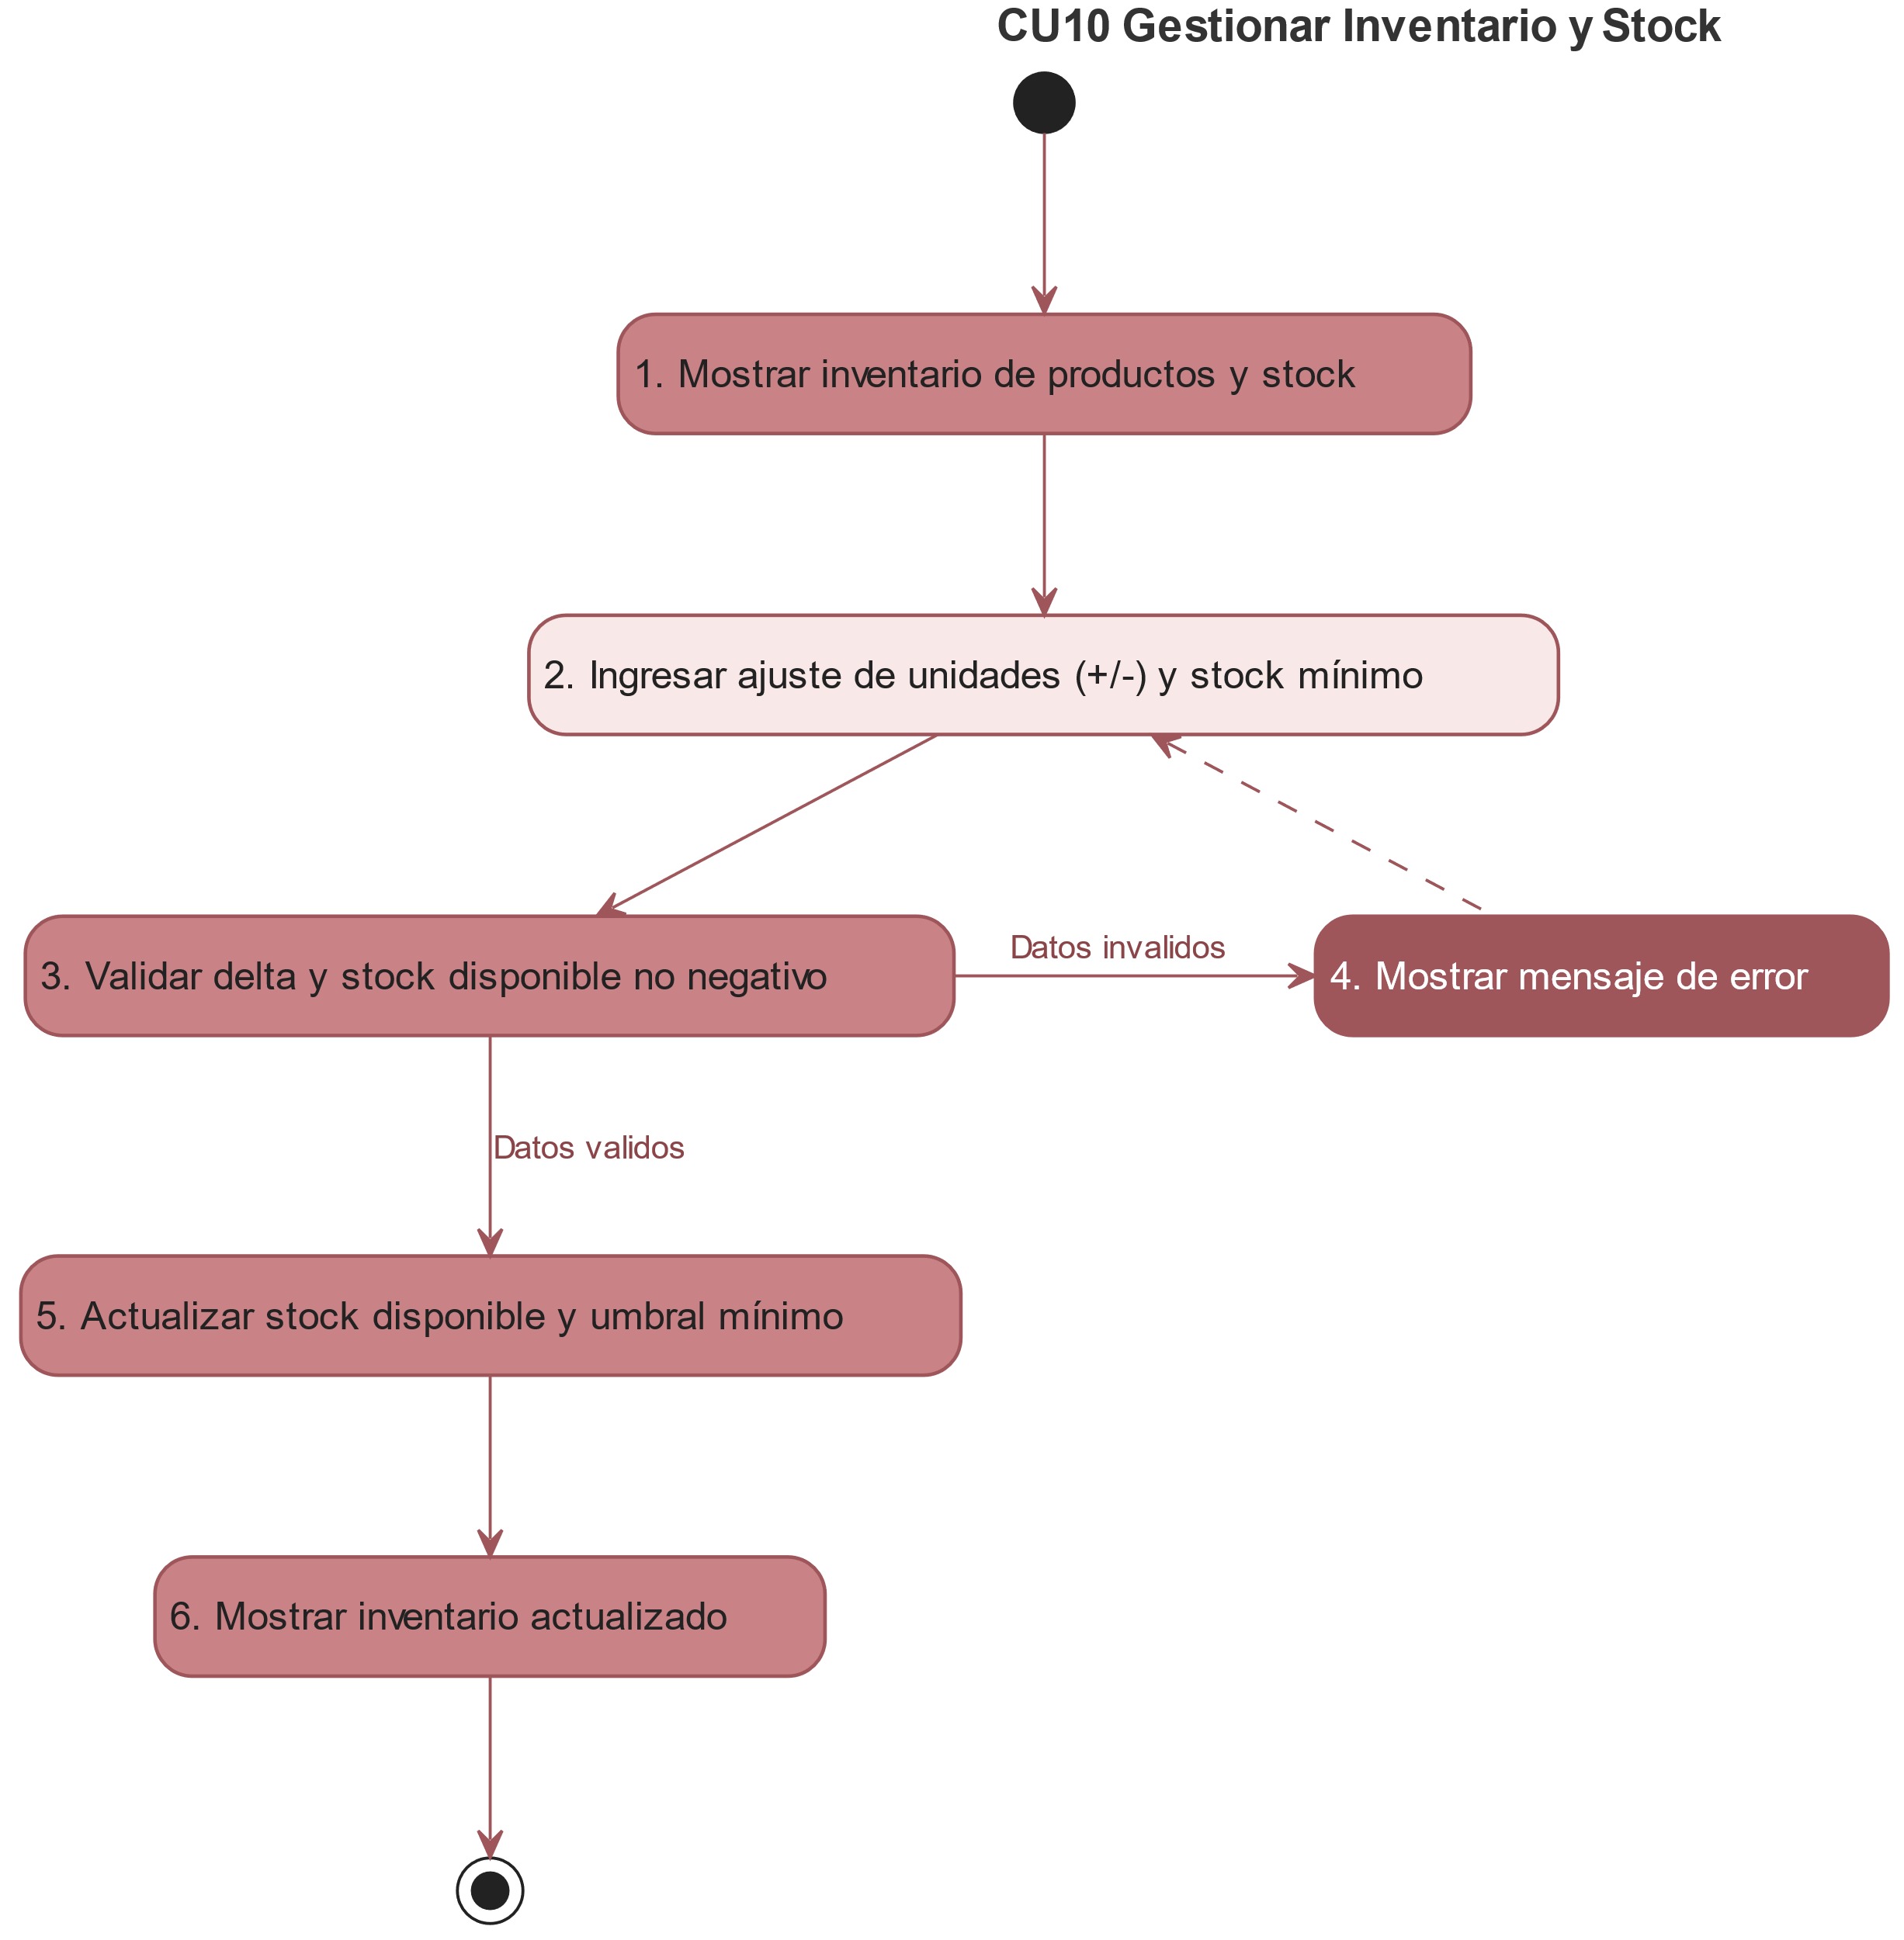 CU10 Gestionar Inventario y Stock
1. Mostrar inventario de productos y stock
2. Ingresar ajuste de unidades (+/-) y stock mínimo
3. Validar delta y stock disponible no negativo
Datos invalidos
4. Mostrar mensaje de error
Datos validos
5. Actualizar stock disponible y umbral mínimo
6. Mostrar inventario actualizado